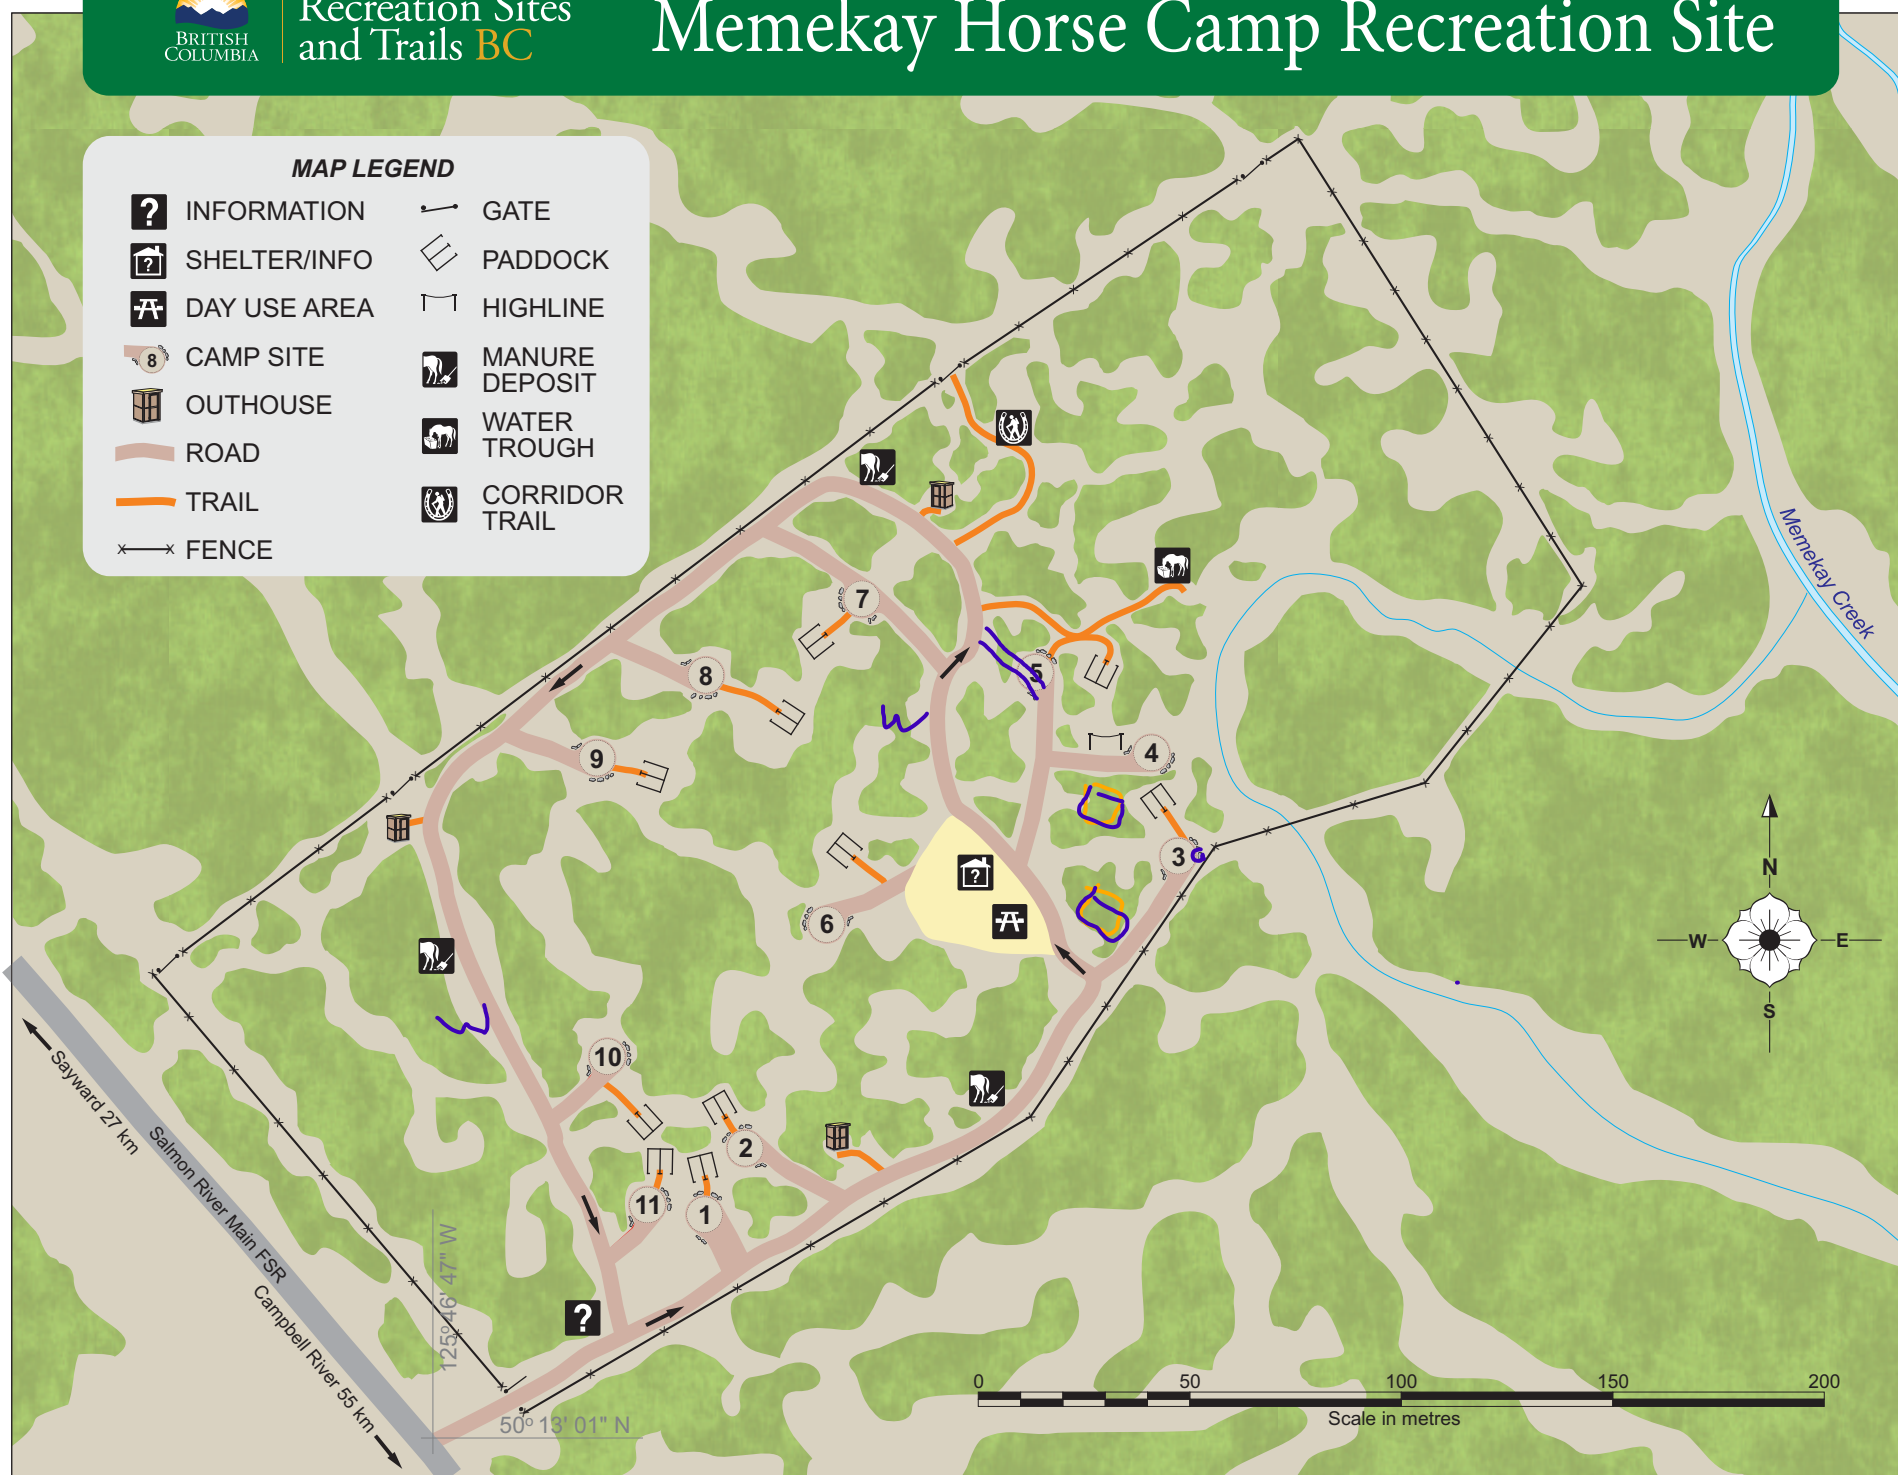 BRITISH
COLUMBIA
Recreation Sites
and Trails BC
Memekay Horse Camp Recreation Site
MAP LEGEND
? INFORMATION
? SHELTER/INFO
DAY USE AREA
8 CAMP SITE
OUTHOUSE
ROAD
TRAIL
FENCE
GATE
PADDOCK
HIGHLINE
MANURE
DEPOSIT
WATER
TROUGH
CORRIDOR
TRAIL
Memekay Creek
7
5
8
W
4
9
3
?
6
N
W
E
S
W
10
2
11
1
?
Sayward 27 km
Salmon River Main FSR
Campbell River 55 km
125º 46' 47" W
50º 13' 01" N
0 50 100 150 200
Scale in metres